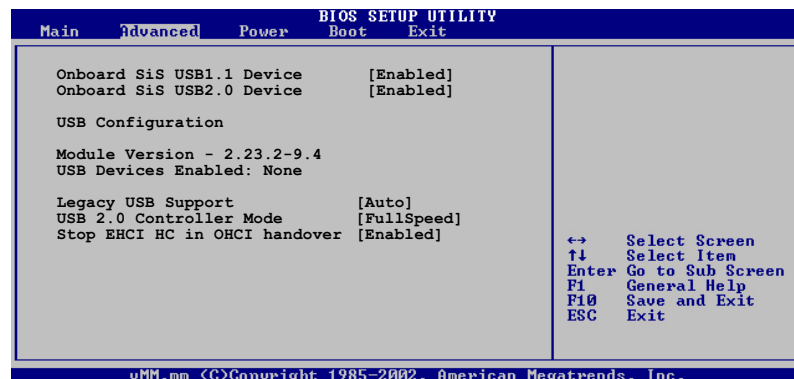 BIOS SETUP UTILITY
Main Advanced Power Boot Exit
Onboard SiS USB1.1 Device [Enabled]
Onboard SiS USB2.0 Device [Enabled]
USB Configuration
Module Version - 2.23.2-9.4
USB Devices Enabled: None
Legacy USB Support [Auto]
USB 2.0 Controller Mode [FullSpeed]
Stop EHCI HC in OHCI handover [Enabled]
↔ Select Screen
↑↓ Select Item
Enter Go to Sub Screen
F1 General Help
F10 Save and Exit
ESC Exit
vMM.mm (C)Copyright 1985-2002, American Megatrends, Inc.